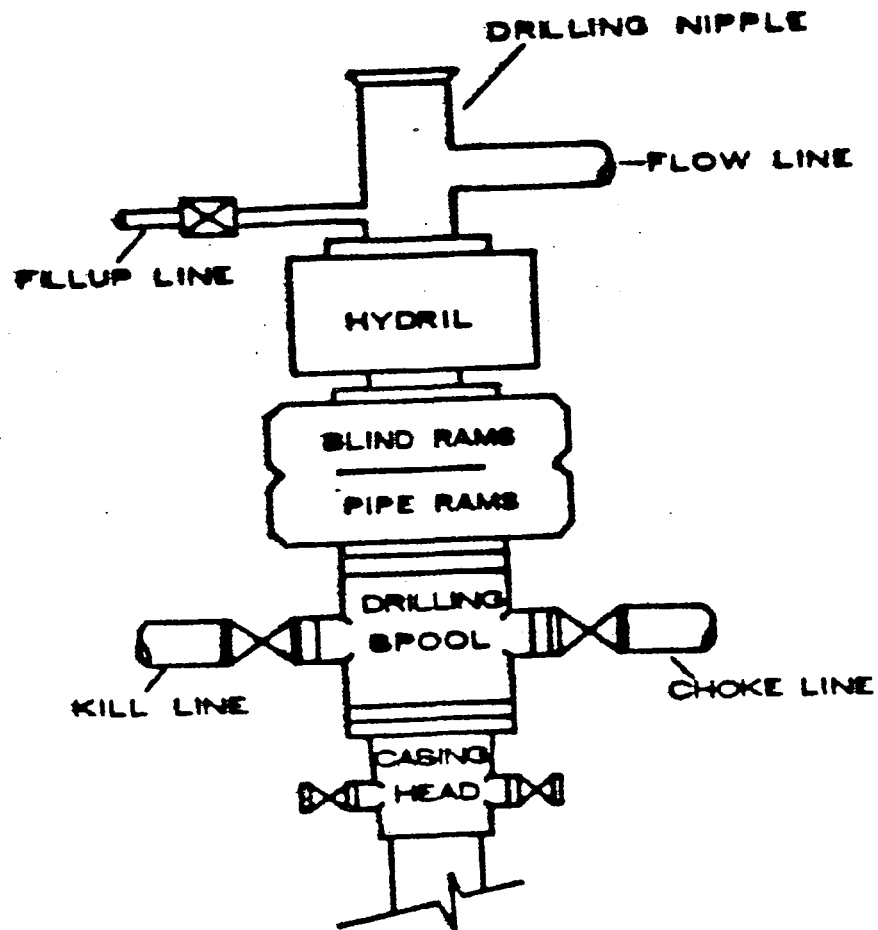 DRILLING NIPPLE
FLOW LINE
FILLUP LINE
HYDRIL
BLIND RAMS
PIPE RAMS
DRILLING
SPOOL
KILL LINE
CHOKE LINE
CASING
HEAD